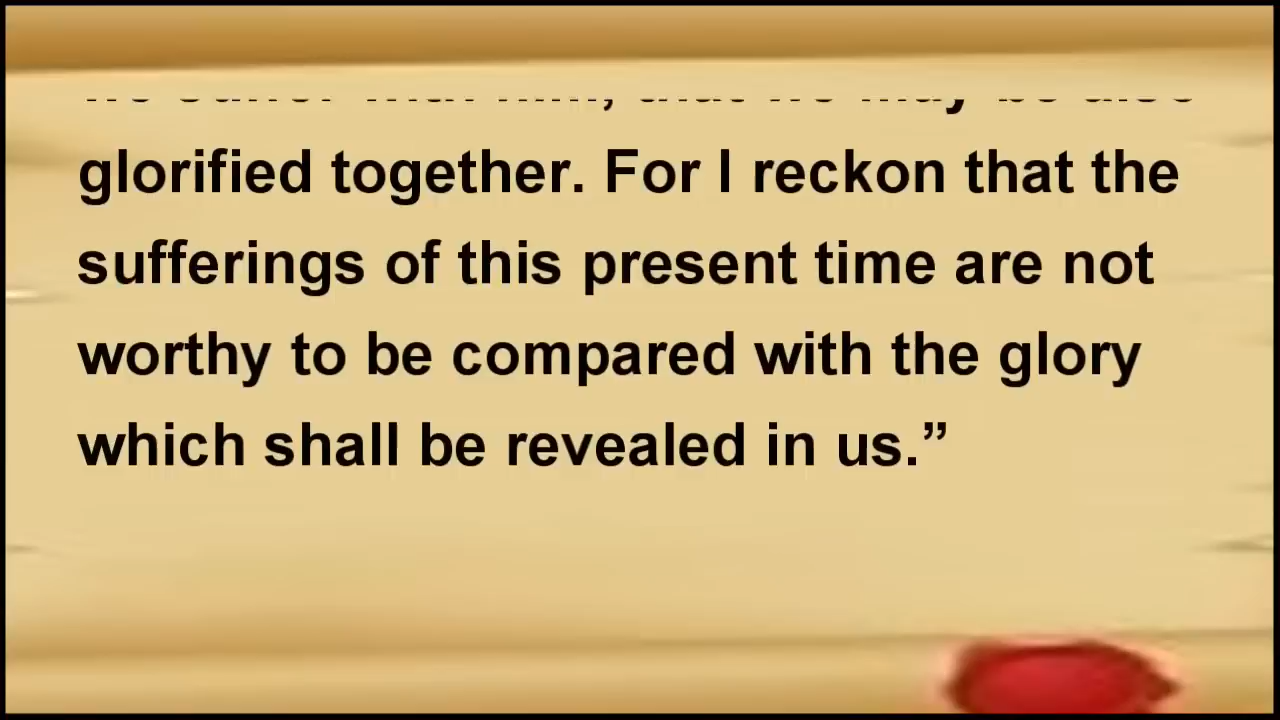 glorified together. For I reckon that the
sufferings of this present time are not
worthy to be compared with the glory
which shall be revealed in us.”